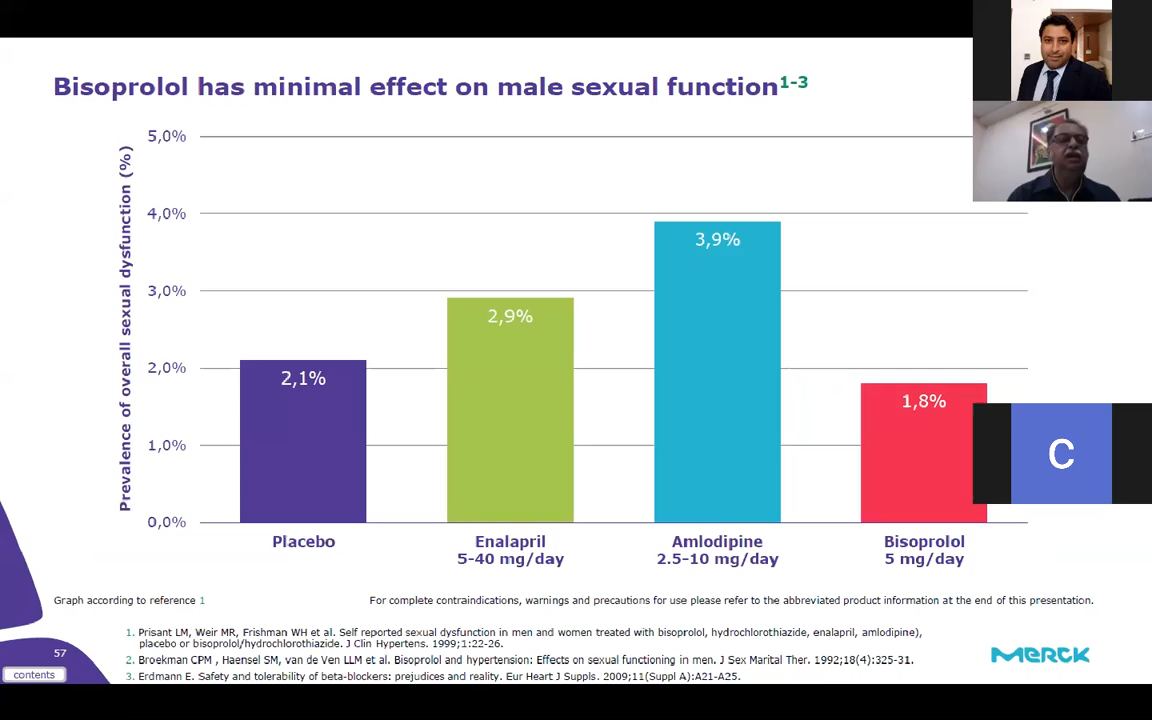 Bisoprolol has minimal effect on male sexual function1-3
Prevalence of overall sexual dysfunction (%)
5,0%
4,0%
3,0%
2,0%
1,0%
0,0%
2,1%
2,9%
3,9%
1,8%
Placebo
Enalapril
5-40 mg/day
Amlodipine
2.5-10 mg/day
Bisoprolol
5 mg/day
C
Graph according to reference 1
For complete contraindications, warnings and precautions for use please refer to the abbreviated product information at the end of this presentation.
1. Prisant LM, Weir MR, Frishman WH et al. Self reported sexual dysfunction in men and women treated with bisoprolol, hydrochlorothiazide, enalapril, amlodipine),
placebo or bisoprolol/hydrochlorothiazide. J Clin Hypertens. 1999;1:22-26.
2. Broekman CPM , Haensel SM, van de Ven LLM et al. Bisoprolol and hypertension: Effects on sexual functioning in men. J Sex Marital Ther. 1992;18(4):325-31.
3. Erdmann E. Safety and tolerability of beta-blockers: prejudices and reality. Eur Heart J Suppls. 2009;11(Suppl A):A21-A25.
57
contents
MERCK